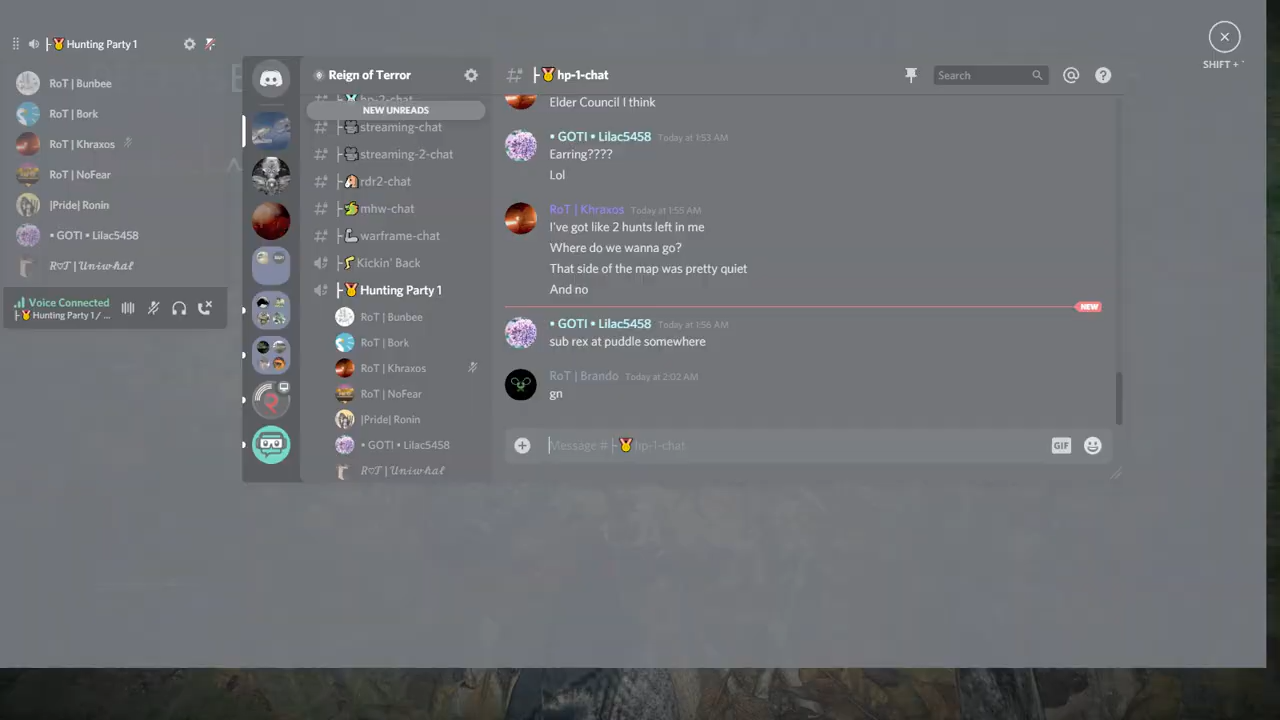 Hunting Party 1
RoT | Bunbee
RoT | Bork
RoT | Khraxos
RoT | NoFear
|Pride| Ronin
• GOTI • Lilac5458
R♡T | Uniwhal
Voice Connected
Hunting Party 1 / ...
Reign of Terror
NEW UNREADS
streaming-chat
streaming-2-chat
rdr2-chat
mhw-chat
warframe-chat
Kickin' Back
Hunting Party 1
RoT | Bunbee
RoT | Bork
RoT | Khraxos
RoT | NoFear
|Pride| Ronin
• GOTI • Lilac5458
R♡T | Uniwhal
hp-1-chat
Search
SHIFT + `
Elder Council I think
• GOTI • Lilac5458 Today at 1:53 AM
Earring????
Lol
RoT | Khraxos Today at 1:55 AM
I've got like 2 hunts left in me
Where do we wanna go?
That side of the map was pretty quiet
And no
NEW
• GOTI • Lilac5458 Today at 1:56 AM
sub rex at puddle somewhere
RoT | Brando Today at 2:02 AM
gn
Message # hp-1-chat
GIF